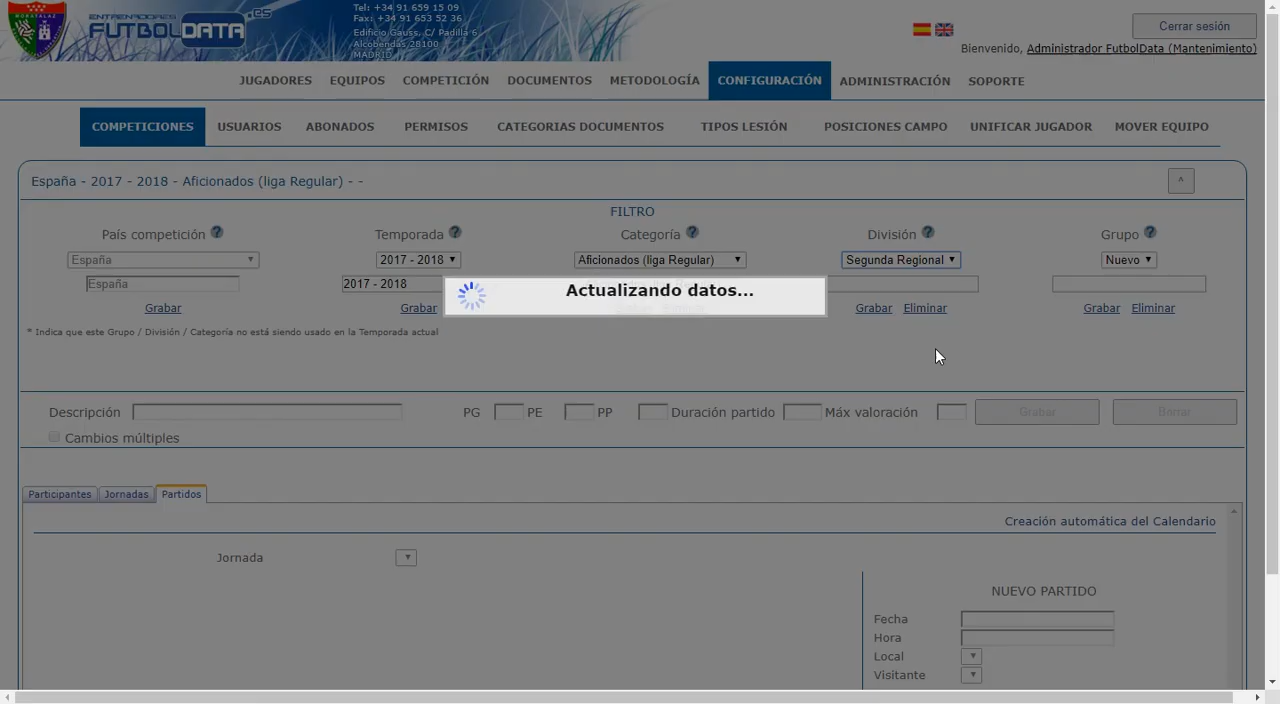 MORATALAZ
ENTRENADORES
FUTBOLDATA.ES
Tel: +34 91 659 15 09
Fax: +34 91 653 52 36
Edificio Gauss, C/ Padilla 6
Alcobendas 28100
MADRID
Cerrar sesión
Bienvenido, Administrador FutbolData (Mantenimiento)
JUGADORES EQUIPOS COMPETICIÓN DOCUMENTOS METODOLOGÍA CONFIGURACIÓN ADMINISTRACIÓN SOPORTE
COMPETICIONES USUARIOS ABONADOS PERMISOS CATEGORIAS DOCUMENTOS TIPOS LESIÓN POSICIONES CAMPO UNIFICAR JUGADOR MOVER EQUIPO
España - 2017 - 2018 - Aficionados (liga Regular) - - ^
FILTRO
País competición ? Temporada ? Categoría ? División ? Grupo ?
España 2017 - 2018 Aficionados (liga Regular) Segunda Regional Nuevo
España 2017 - 2018
Actualizando datos...
Grabar Grabar Grabar Eliminar Grabar Eliminar
* Indica que este Grupo / División / Categoría no está siendo usado en la Temporada actual
Descripción PG PE PP Duración partido Máx valoración Grabar Borrar
Cambios múltiples
Participantes Jornadas Partidos
Creación automática del Calendario
Jornada
NUEVO PARTIDO
Fecha
Hora
Local
Visitante